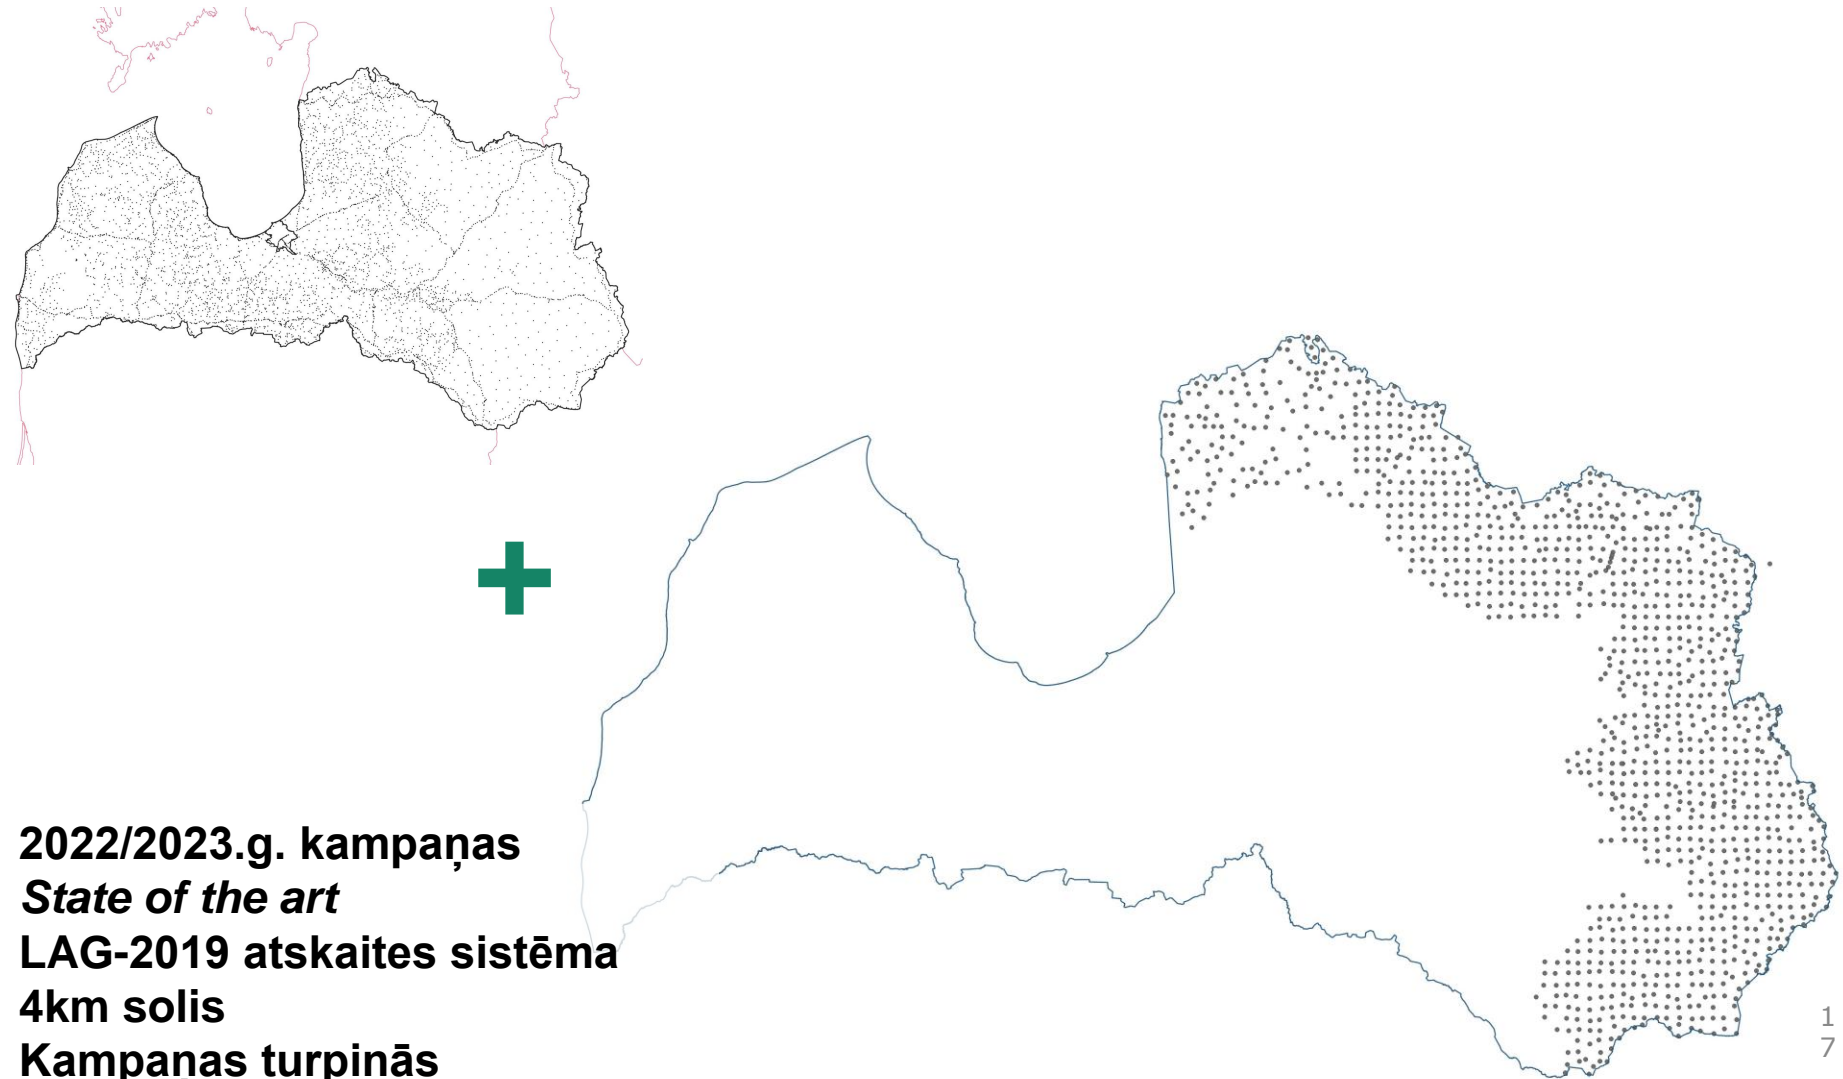 2022/2023.g. kampaņas
State of the art
LAG-2019 atskaites sistēma
4km solis
Kampaņas turpinās
1
7